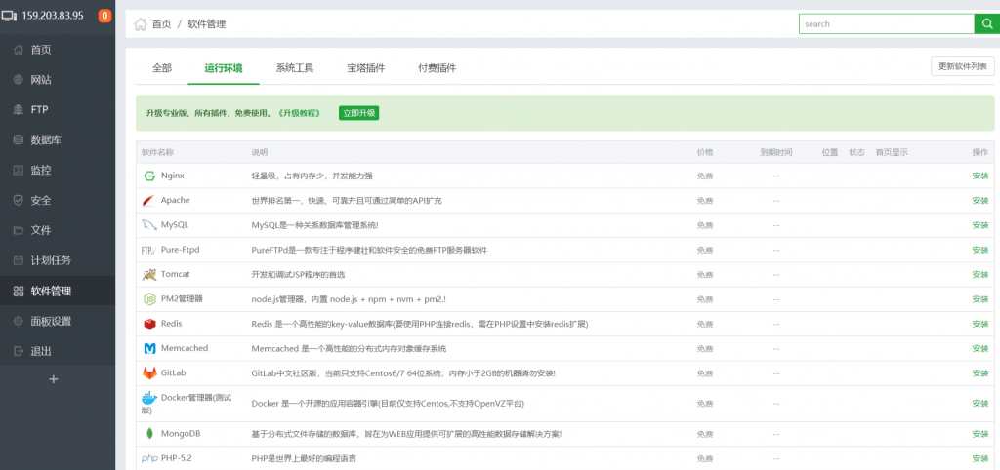 159.203.83.95 0
首页
网站
FTP
数据库
监控
安全
文件
计划任务
软件管理
面板设置
退出
首页 / 软件管理
search
全部 运行环境 系统工具 宝塔插件 付费插件
更新软件列表
升级专业版，所有插件，免费使用。《升级教程》 立即升级
软件名称 说明 价格 到期时间 位置 状态 首页显示 操作
Nginx 轻量级，占有内存少，并发能力强 免费 -- 安装
Apache 世界排名第一，快速、可靠并且可通过简单的API扩充 免费 -- 安装
MySQL MySQL是一种关系数据库管理系统! 免费 -- 安装
Pure-Ftpd PureFTPd是一款专注于程序健壮和软件安全的免费FTP服务器软件 免费 -- 安装
Tomcat 开发和调试JSP程序的首选 免费 -- 安装
PM2管理器 node.js管理器，内置 node.js + npm + nvm + pm2.! 免费 -- 安装
Redis Redis 是一个高性能的key-value数据库(要使用PHP连接redis，需在PHP设置中安装redis扩展) 免费 -- 安装
Memcached Memcached 是一个高性能的分布式内存对象缓存系统 免费 -- 安装
GitLab GitLab中文社区版，当前只支持Centos6/7 64位系统，内存小于2GB的机器请勿安装! 免费 -- 安装
Docker管理器(测试版) Docker 是一个开源的应用容器引擎(目前仅支持Centos,不支持OpenVZ平台) 免费 -- 安装
MongoDB 基于分布式文件存储的数据库，旨在为WEB应用提供可扩展的高性能数据存储解决方案! 免费 -- 安装
php PHP-5.2 PHP是世界上最好的编程语言 免费 -- 安装